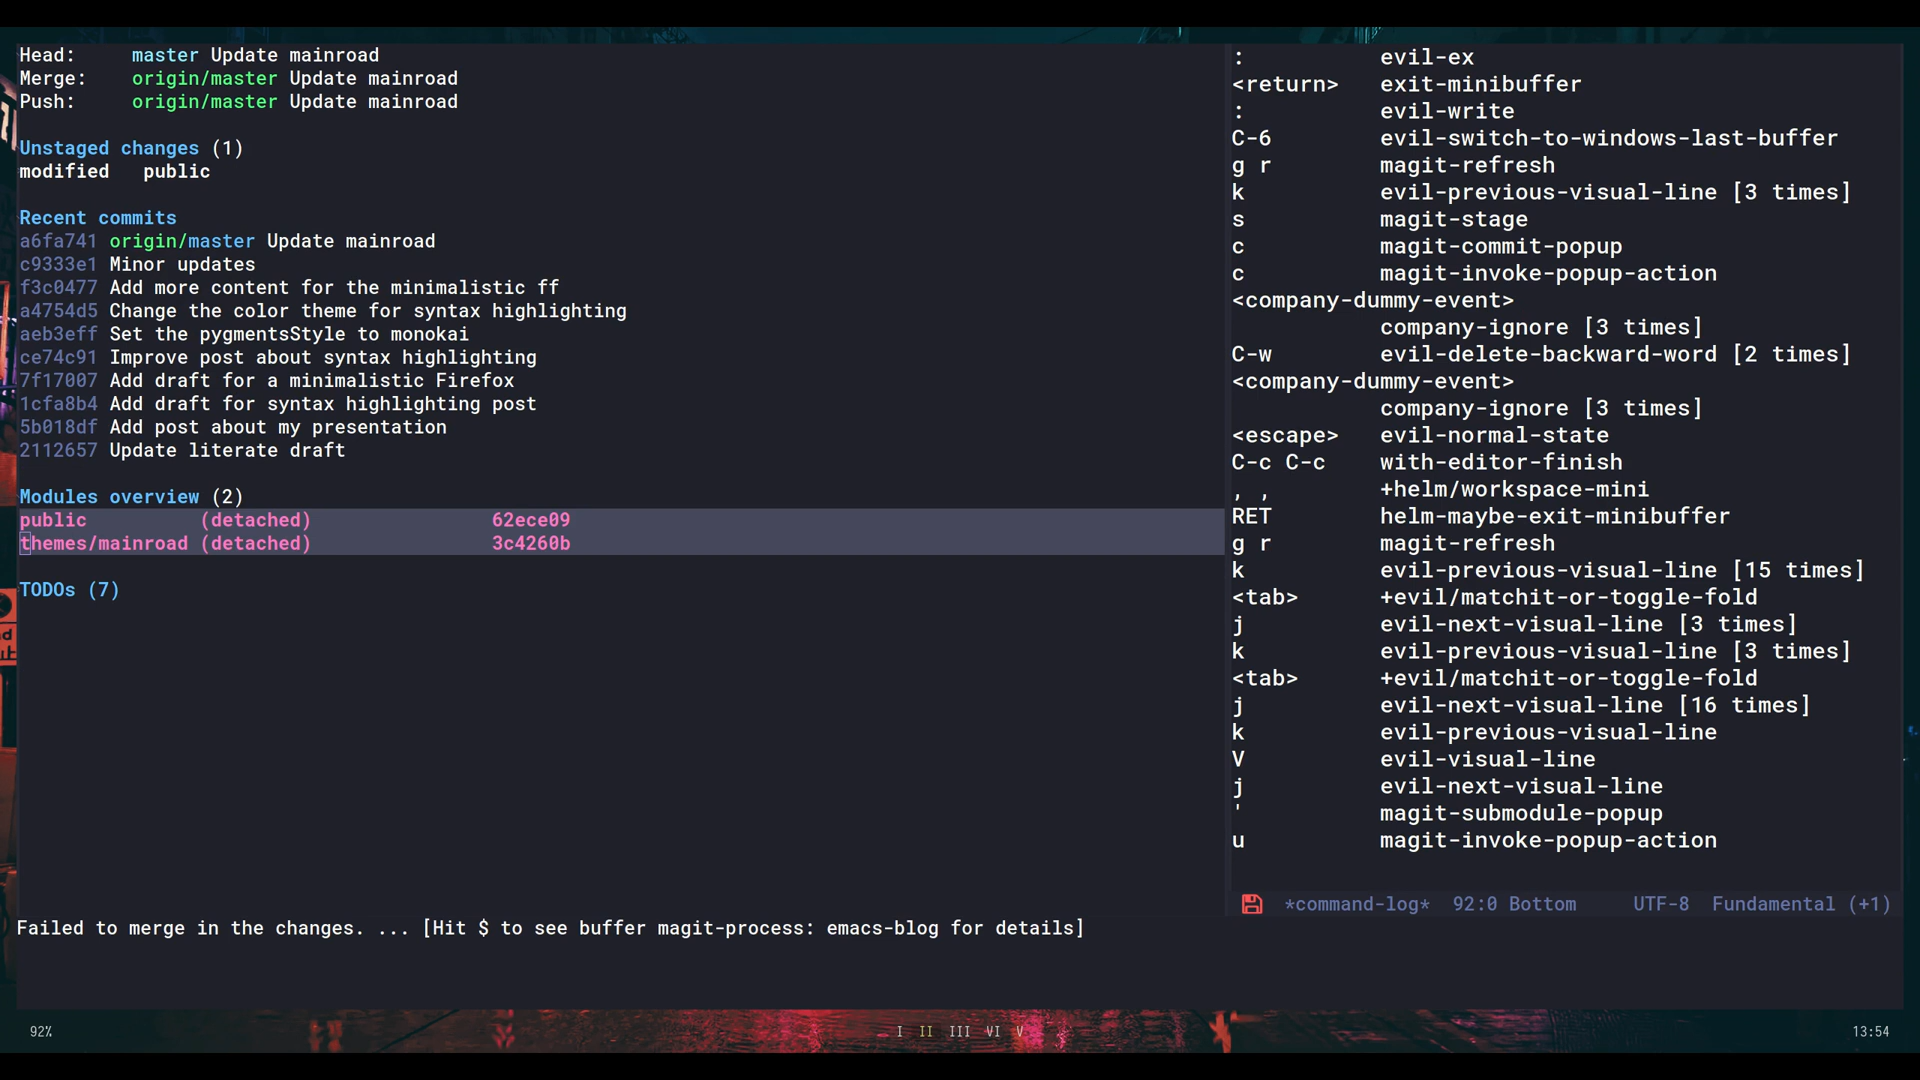 Head:     master Update mainroad
Merge:    origin/master Update mainroad
Push:     origin/master Update mainroad
Unstaged changes (1)
modified   public
Recent commits
a6fa741 origin/master Update mainroad
c9333e1 Minor updates
f3c0477 Add more content for the minimalistic ff
a4754d5 Change the color theme for syntax highlighting
aeb3eff Set the pygmentsStyle to monokai
ce74c91 Improve post about syntax highlighting
7f17007 Add draft for a minimalistic Firefox
1cfa8b4 Add draft for syntax highlighting post
5b018df Add post about my presentation
2112657 Update literate draft
Modules overview (2)
public          (detached)                62ece09
themes/mainroad (detached)                3c4260b
TODOs (7)
:          evil-ex
<return>   exit-minibuffer
:          evil-write
C-6        evil-switch-to-windows-last-buffer
g r        magit-refresh
k          evil-previous-visual-line [3 times]
s          magit-stage
c          magit-commit-popup
c          magit-invoke-popup-action
<company-dummy-event>
           company-ignore [3 times]
C-w        evil-delete-backward-word [2 times]
<company-dummy-event>
           company-ignore [3 times]
<escape>   evil-normal-state
C-c C-c    with-editor-finish
, ,        +helm/workspace-mini
RET        helm-maybe-exit-minibuffer
g r        magit-refresh
k          evil-previous-visual-line [15 times]
<tab>      +evil/matchit-or-toggle-fold
j          evil-next-visual-line [3 times]
k          evil-previous-visual-line [3 times]
<tab>      +evil/matchit-or-toggle-fold
j          evil-next-visual-line [16 times]
k          evil-previous-visual-line
V          evil-visual-line
j          evil-next-visual-line
'          magit-submodule-popup
u          magit-invoke-popup-action
*command-log*  92:0 Bottom     UTF-8  Fundamental (+1)
Failed to merge in the changes. ... [Hit $ to see buffer magit-process: emacs-blog for details]
92%   I II III VI V   13:54